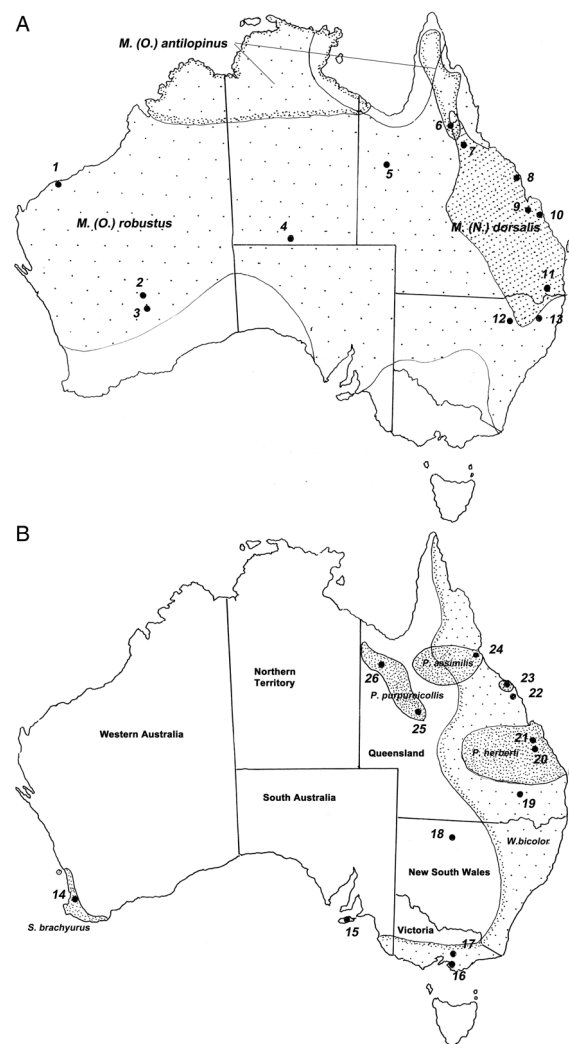 A
M. (O.) antilopinus
6
7
1
5
8
M. (O.) robustus
9
10
M. (N.) dorsalis
4
2
11
3
12
13
B
24
P. assimilis
Northern
Territory
26
23
P. purpureicollis
22
25
Western Australia
21
Queensland
P. herberti
20
South Australia
19
18
W.bicolor
New South Wales
14
S. brachyurus
15
Victoria
17
16